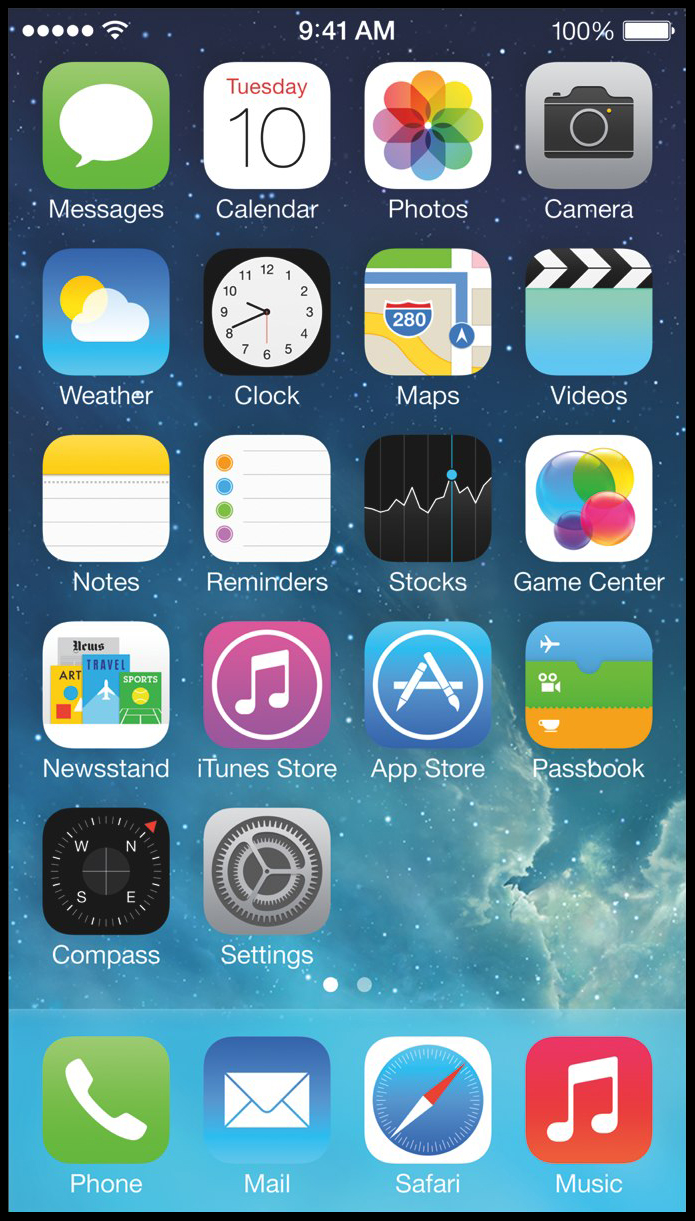 9:41 AM 100%
Tuesday
10
Messages Calendar Photos Camera
12
11 1
10 2
9 3
8 4
7 5
6
280
Weather Clock Maps Videos
Notes Reminders Stocks Game Center
News
ART TRAVEL SPORTS
Newsstand iTunes Store App Store Passbook
W N
S E
Compass Settings
Phone Mail Safari Music